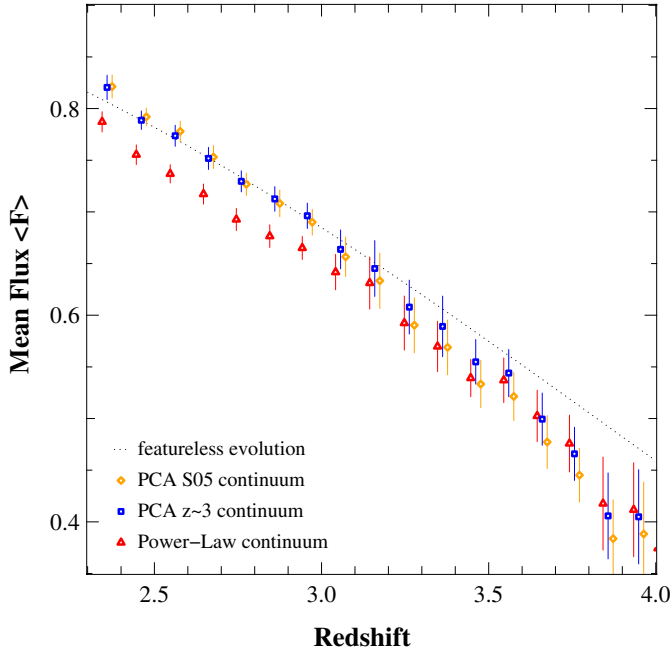 Mean Flux <F>
0.8
0.6
0.4
featureless evolution
PCA S05 continuum
PCA z~3 continuum
Power-Law continuum
2.5 3.0 3.5 4.0
Redshift